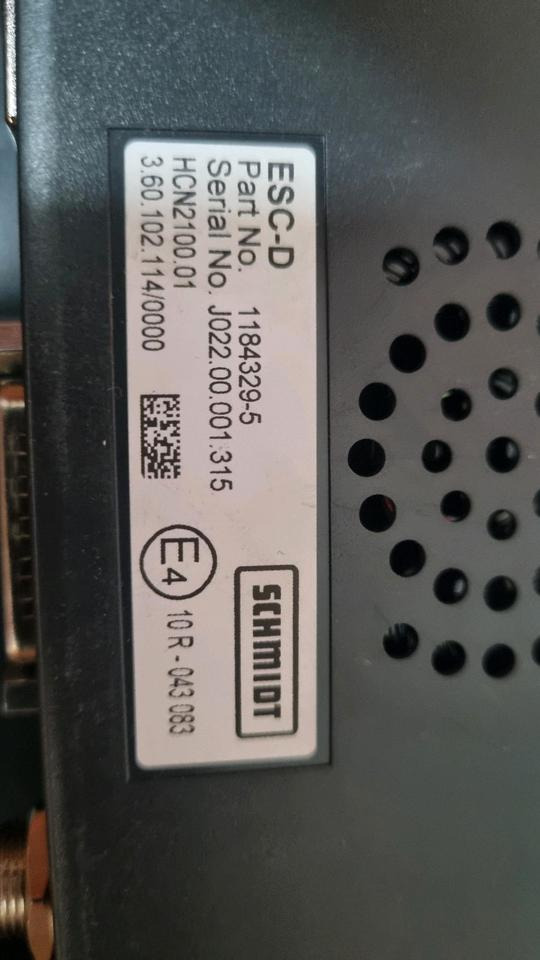 ESC-D
Part No. 1184329-5
Serial No. J022.00.001:315
HCN2100.01
3.60.102.114/0000
SCHMIDT
E4 10 R - 043 083